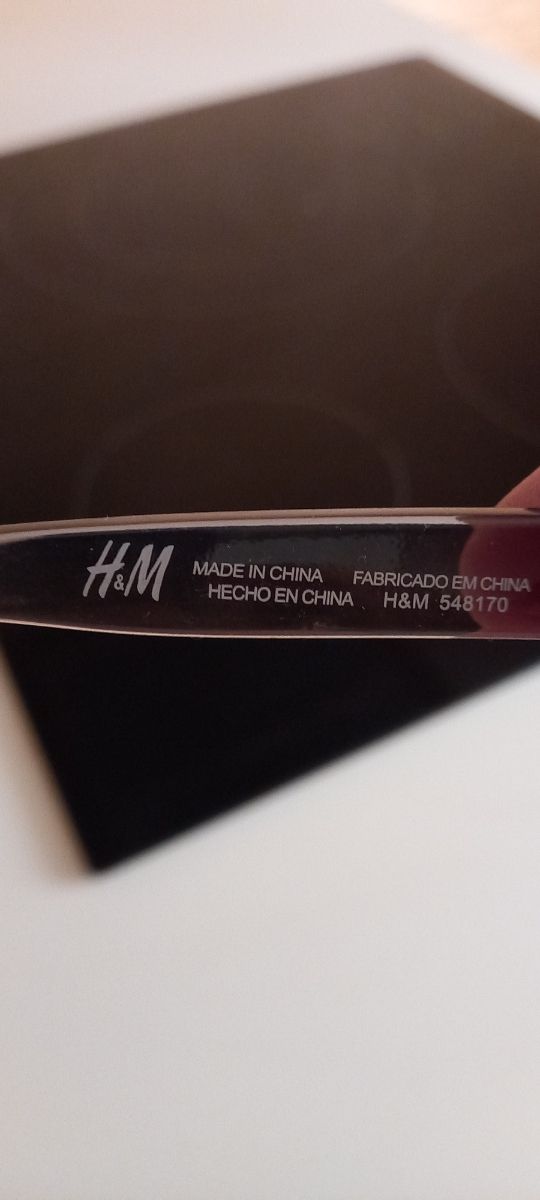 H&M
MADE IN CHINA FABRICADO EM CHINA
HECHO EN CHINA H&M 548170